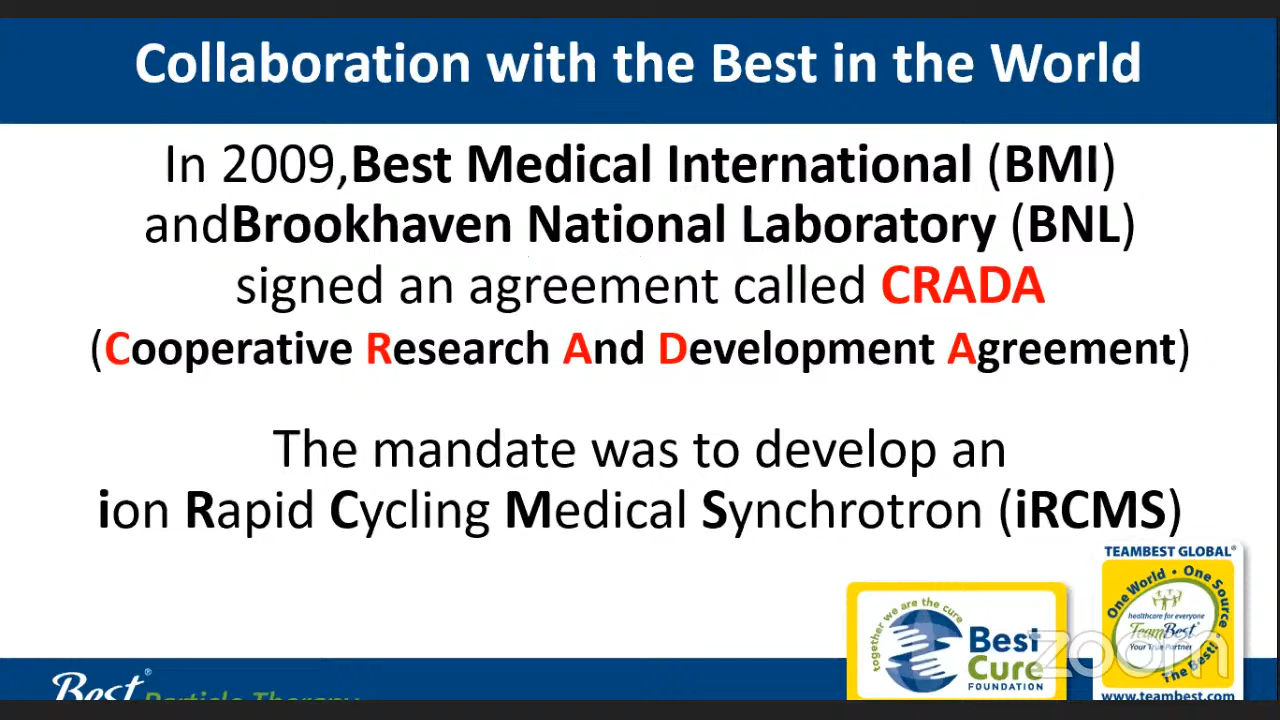 Collaboration with the Best in the World
In 2009,Best Medical International (BMI)
andBrookhaven National Laboratory (BNL)
signed an agreement called CRADA
(Cooperative Research And Development Agreement)
The mandate was to develop an
ion Rapid Cycling Medical Synchrotron (iRCMS)
TEAMBEST GLOBAL®
One World • One Source
healthcare for everyone
TeamBest®
Your True Partner
The Best!®
www.teambest.com
together we are the cure
Best
Cure
FOUNDATION
zoom
Best® Particle Therapy